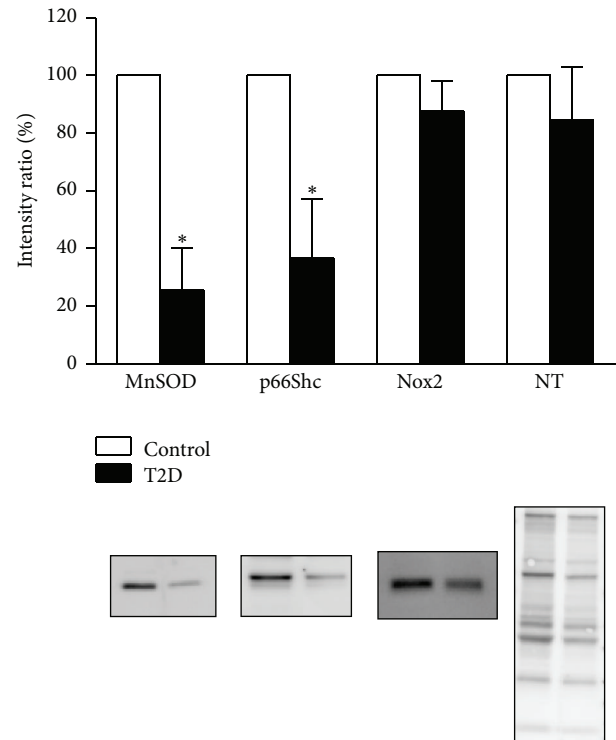 120
100
80
60
40
20
0
Intensity ratio (%)
*
*
MnSOD p66Shc Nox2 NT
Control
T2D